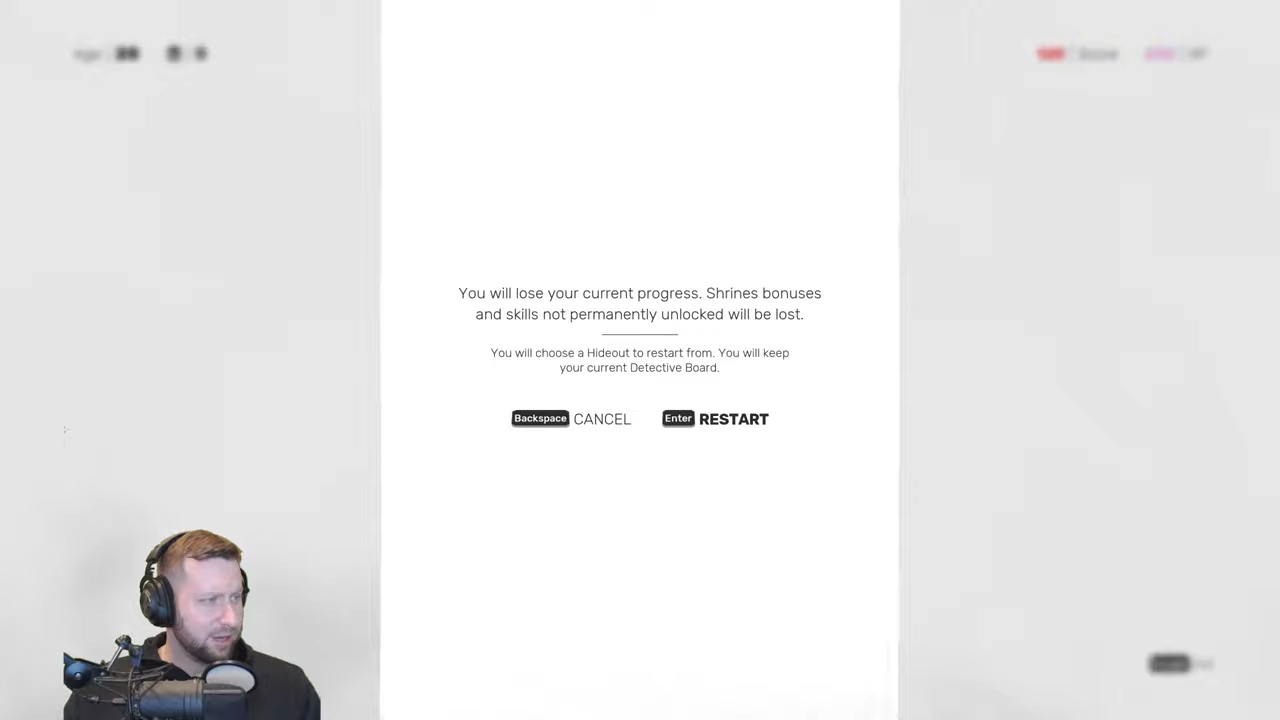 You will lose your current progress. Shrines bonuses
and skills not permanently unlocked will be lost.
You will choose a Hideout to restart from. You will keep
your current Detective Board.
Backspace CANCEL Enter RESTART